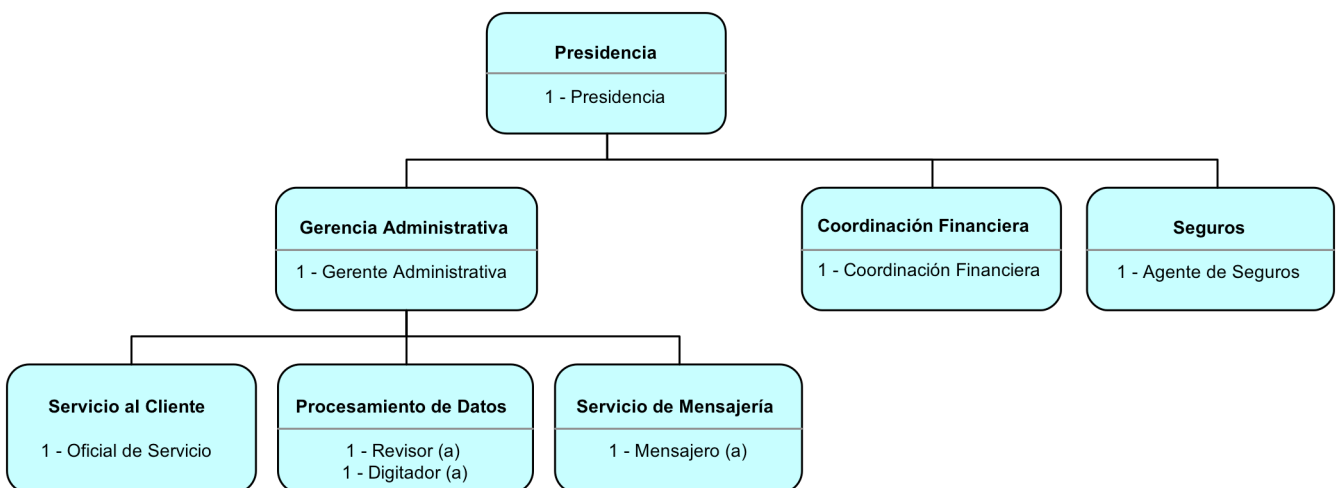 Presidencia
1 - Presidencia
Gerencia Administrativa
1 - Gerente Administrativa
Coordinación Financiera
1 - Coordinación Financiera
Seguros
1 - Agente de Seguros
Servicio al Cliente
1 - Oficial de Servicio
Procesamiento de Datos
1 - Revisor (a)
1 - Digitador (a)
Servicio de Mensajería
1 - Mensajero (a)